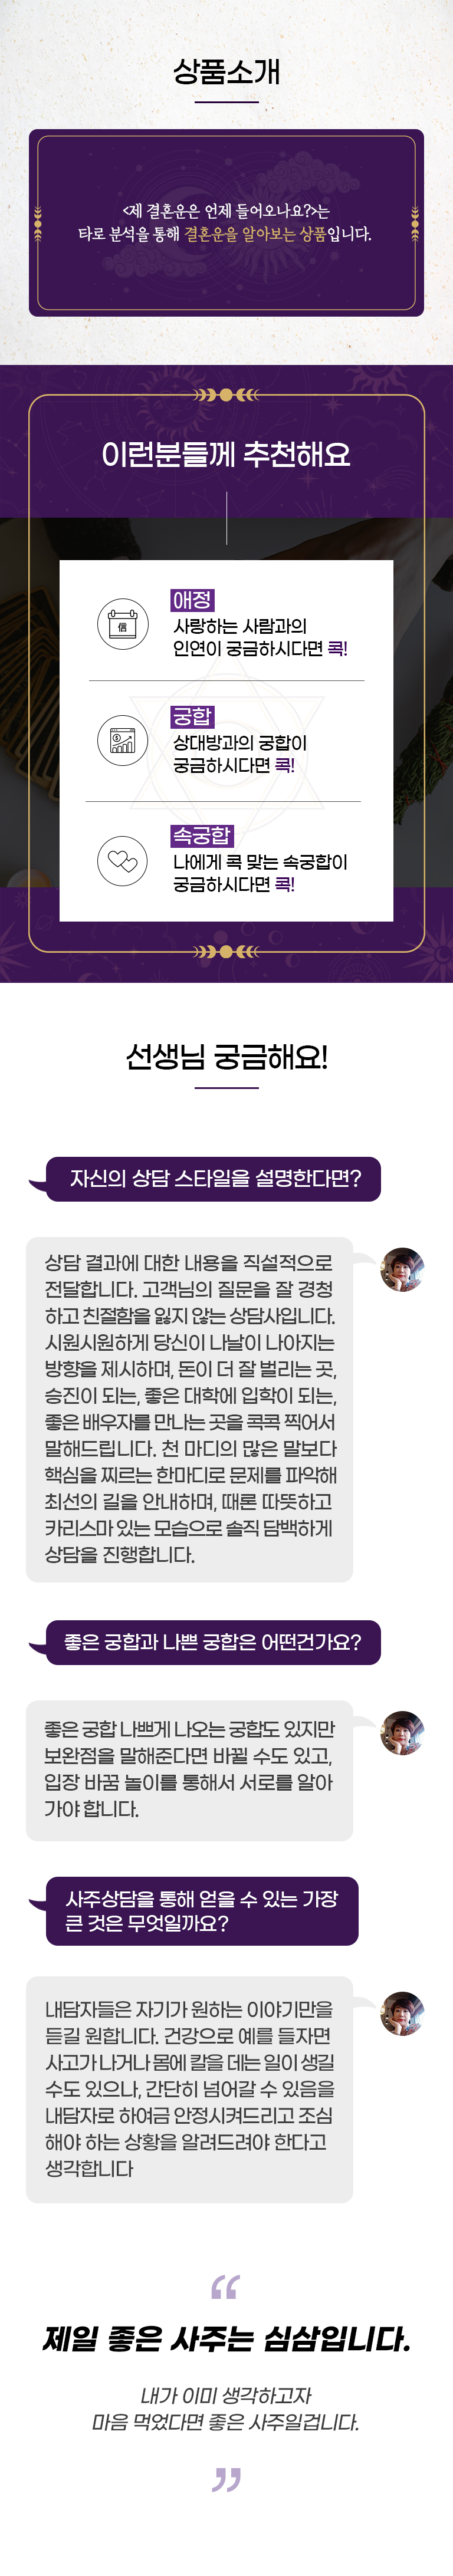 상품소개
<제 결혼운은 언제 들어오나요?>는
타로 분석을 통해 결혼운을 알아보는 상품입니다.
이런분들께 추천해요
信
애정
사랑하는 사람과의
인연이 궁금하시다면 콕!
$
궁합
상대방과의 궁합이
궁금하시다면 콕!
속궁합
나에게 콕 맞는 속궁합이
궁금하시다면 콕!
선생님 궁금해요!
자신의 상담 스타일을 설명한다면?
상담 결과에 대한 내용을 직설적으로
전달합니다. 고객님의 질문을 잘 경청
하고 친절함을 잃지 않는 상담사입니다.
시원시원하게 당신이 나날이 나아지는
방향을 제시하며, 돈이 더 잘 벌리는 곳,
승진이 되는, 좋은 대학에 입학이 되는,
좋은 배우자를 만나는 곳을 콕콕 찍어서
말해드립니다. 천 마디의 많은 말보다
핵심을 찌르는 한마디로 문제를 파악해
최선의 길을 안내하며, 때론 따뜻하고
카리스마 있는 모습으로 솔직 담백하게
상담을 진행합니다.
좋은 궁합과 나쁜 궁합은 어떤건가요?
좋은 궁합 나쁘게 나오는 궁합도 있지만
보완점을 말해준다면 바뀔 수도 있고,
입장 바꿈 놀이를 통해서 서로를 알아
가야 합니다.
사주상담을 통해 얻을 수 있는 가장
큰 것은 무엇일까요?
내담자들은 자기가 원하는 이야기만을
듣길 원합니다. 건강으로 예를 들자면
사고가 나거나 몸에 칼을 데는 일이 생길
수도 있으나, 간단히 넘어갈 수 있음을
내담자로 하여금 안정시켜드리고 조심
해야 하는 상황을 알려드려야 한다고
생각합니다
“
제일 좋은 사주는 심삼입니다.
내가 이미 생각하고자
마음 먹었다면 좋은 사주일겁니다.
”